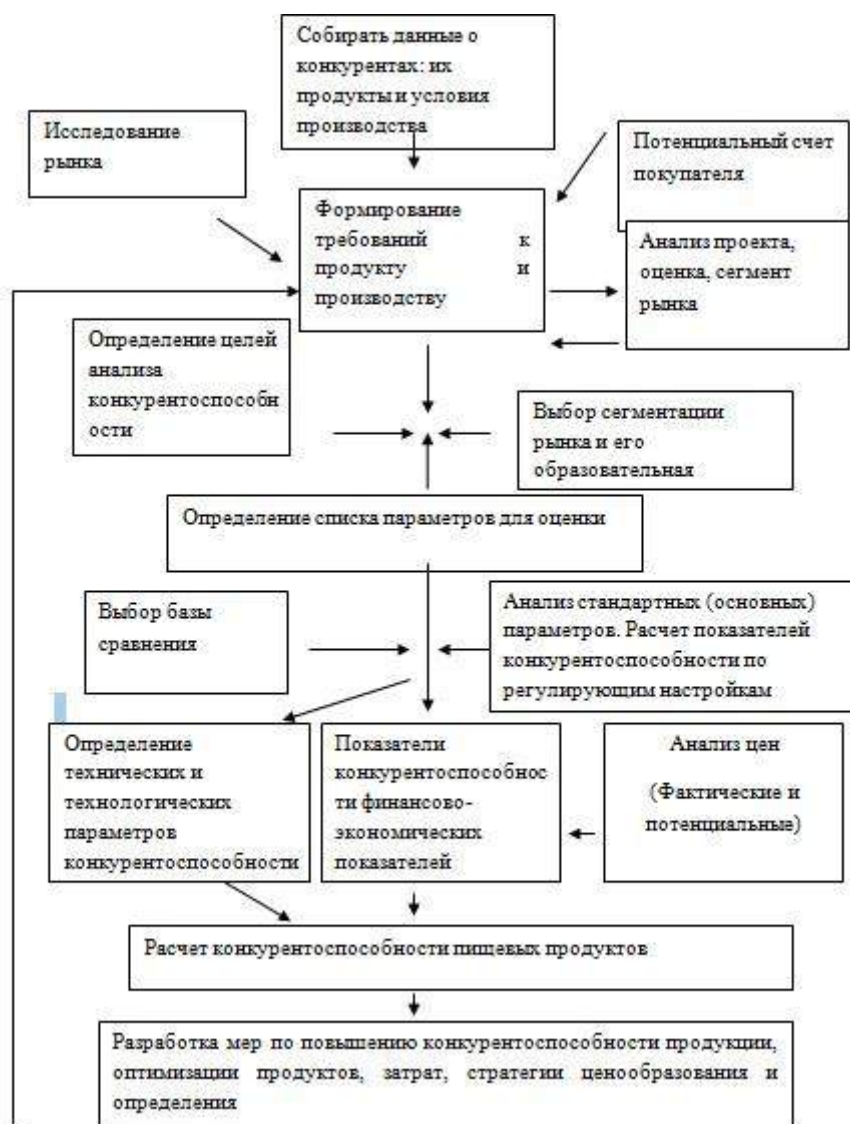 Собирать данные о
конкурентах: их
продукты и условия
производства
Исследование
рынка
Потенциальный счет
покупателя
Формирование
требований к
продукту и
производству
Анализ проекта,
оценка, сегмент
рынка
Определение целей
анализа
конкурентоспособн
ости
Выбор сегментации
рынка и его
образовательная
Определение списка параметров для оценки
Выбор базы
сравнения
Анализ стандартных (основных)
параметров. Расчет показателей
конкурентоспособности по
регулирующим настройкам
Определение
технических и
технологических
параметров
конкурентоспособности
Показатели
конкурентоспособнос
ти финансово-
экономических
показателей
Анализ цен
(Фактические и
потенциальные)
Расчет конкурентоспособности пищевых продуктов
Разработка мер по повышению конкурентоспособности продукции,
оптимизации продуктов, затрат, стратегии ценообразования и
определения